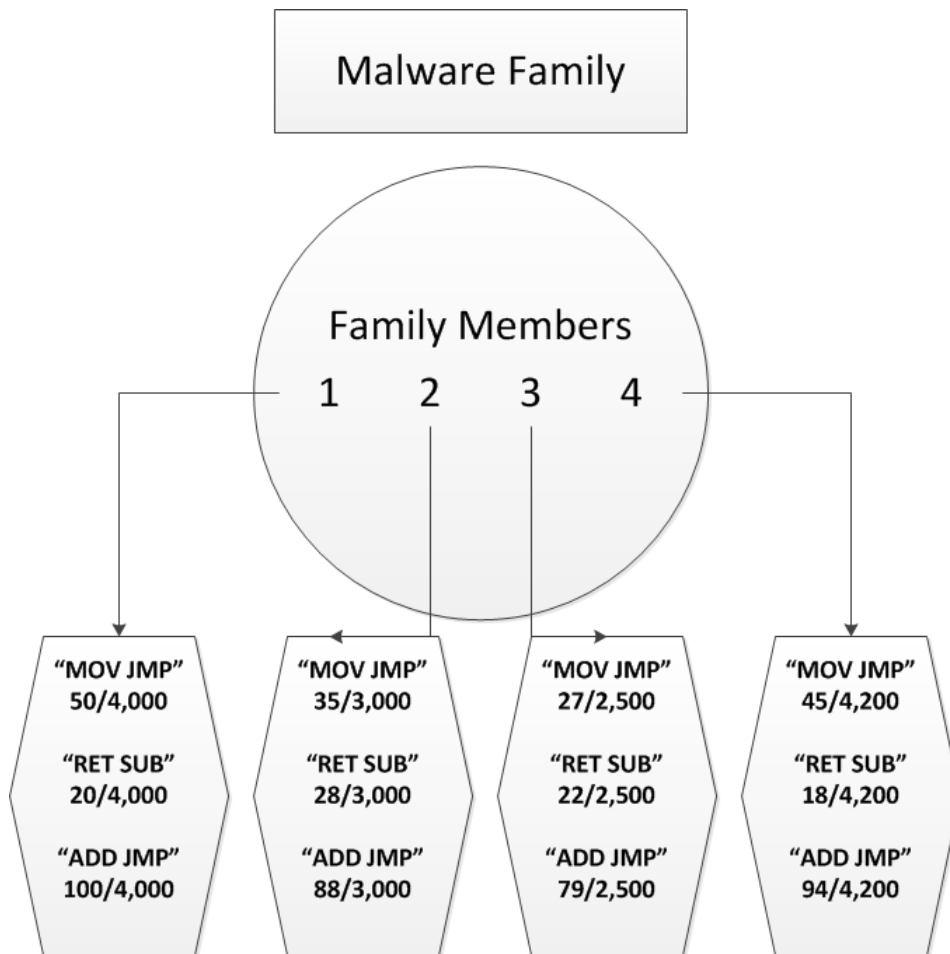 Malware Family
Family Members
1 2 3 4
“MOV JMP”
50/4,000
“RET SUB”
20/4,000
“ADD JMP”
100/4,000
“MOV JMP”
35/3,000
“RET SUB”
28/3,000
“ADD JMP”
88/3,000
“MOV JMP”
27/2,500
“RET SUB”
22/2,500
“ADD JMP”
79/2,500
“MOV JMP”
45/4,200
“RET SUB”
18/4,200
“ADD JMP”
94/4,200